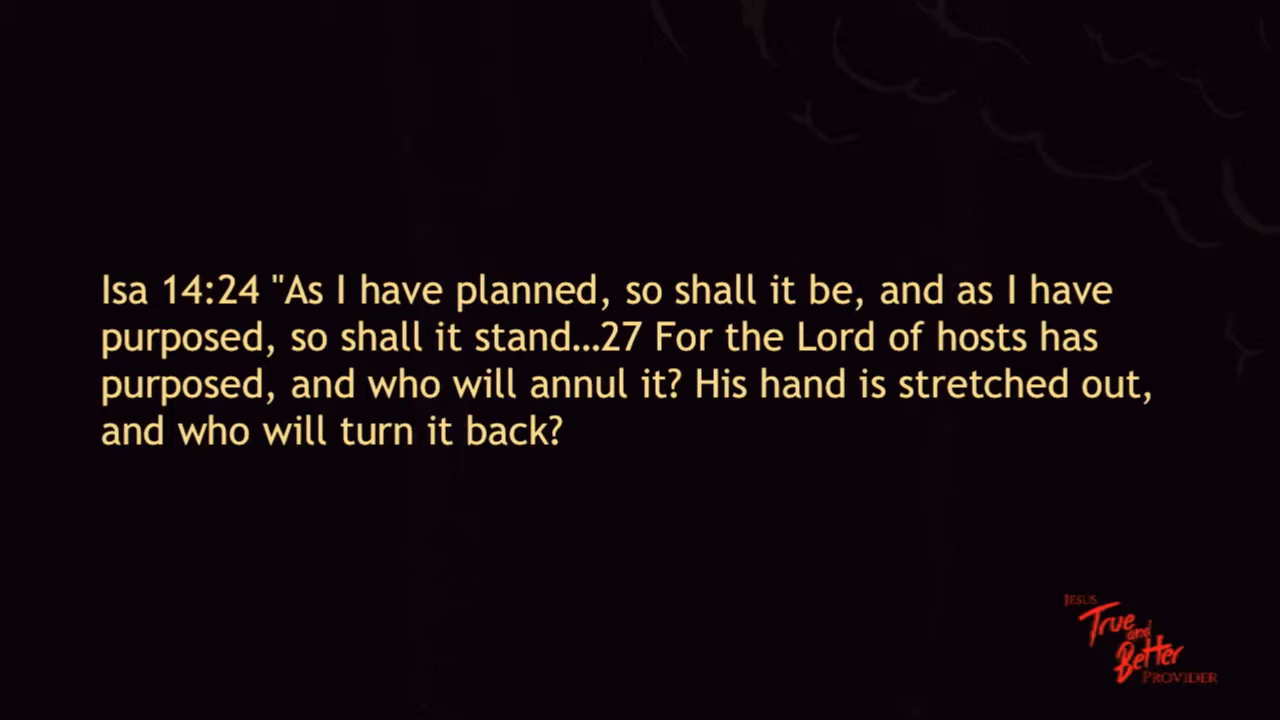 Isa 14:24 "As I have planned, so shall it be, and as I have
purposed, so shall it stand...27 For the Lord of hosts has
purposed, and who will annul it? His hand is stretched out,
and who will turn it back?
JESUS
True and
Better
PROVIDER